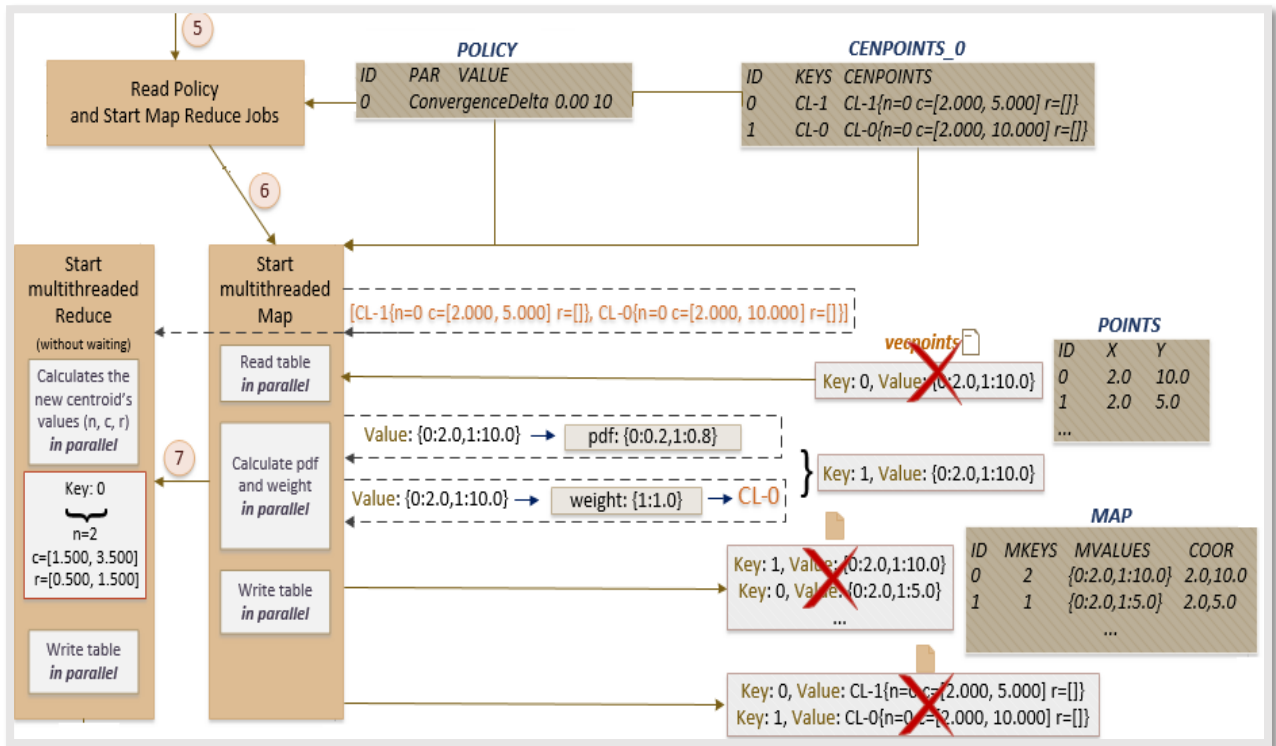 5
Read Policy
and Start Map Reduce Jobs
POLICY
ID PAR VALUE
0 ConvergenceDelta 0.00 10
CENPOINTS_0
ID KEYS CENPOINTS
0 CL-1 CL-1{n=0 c=[2.000, 5.000] r=[]}
1 CL-0 CL-0{n=0 c=[2.000, 10.000] r=[]}
6
Start
multithreaded
Reduce
(without waiting)
Calculates the
new centroid's
values (n, c, r)
in parallel
Key: 0
n=2
c=[1.500, 3.500]
r=[0.500, 1.500]
Write table
in parallel
7
Start
multithreaded
Map
Read table
in parallel
Calculate pdf
and weight
in parallel
Write table
in parallel
[CL-1{n=0 c=[2.000, 5.000] r=[]}, CL-0{n=0 c=[2.000, 10.000] r=[]}]
vecpoints
Key: 0, Value: {0:2.0,1:10.0}
POINTS
ID X Y
0 2.0 10.0
1 2.0 5.0
...
Value: {0:2.0,1:10.0} pdf: {0:0.2,1:0.8}
Value: {0:2.0,1:10.0} weight: {1:1.0} CL-0
} Key: 1, Value: {0:2.0,1:10.0}
Key: 1, Value: {0:2.0,1:10.0}
Key: 0, Value: {0:2.0,1:5.0}
...
MAP
ID MKEYS MVALUES COOR
0 2 {0:2.0,1:10.0} 2.0,10.0
1 1 {0:2.0,1:5.0} 2.0,5.0
...
Key: 0, Value: CL-1{n=0 c=[2.000, 5.000] r=[]}
Key: 1, Value: CL-0{n=0 c=[2.000, 10.000] r=[]}